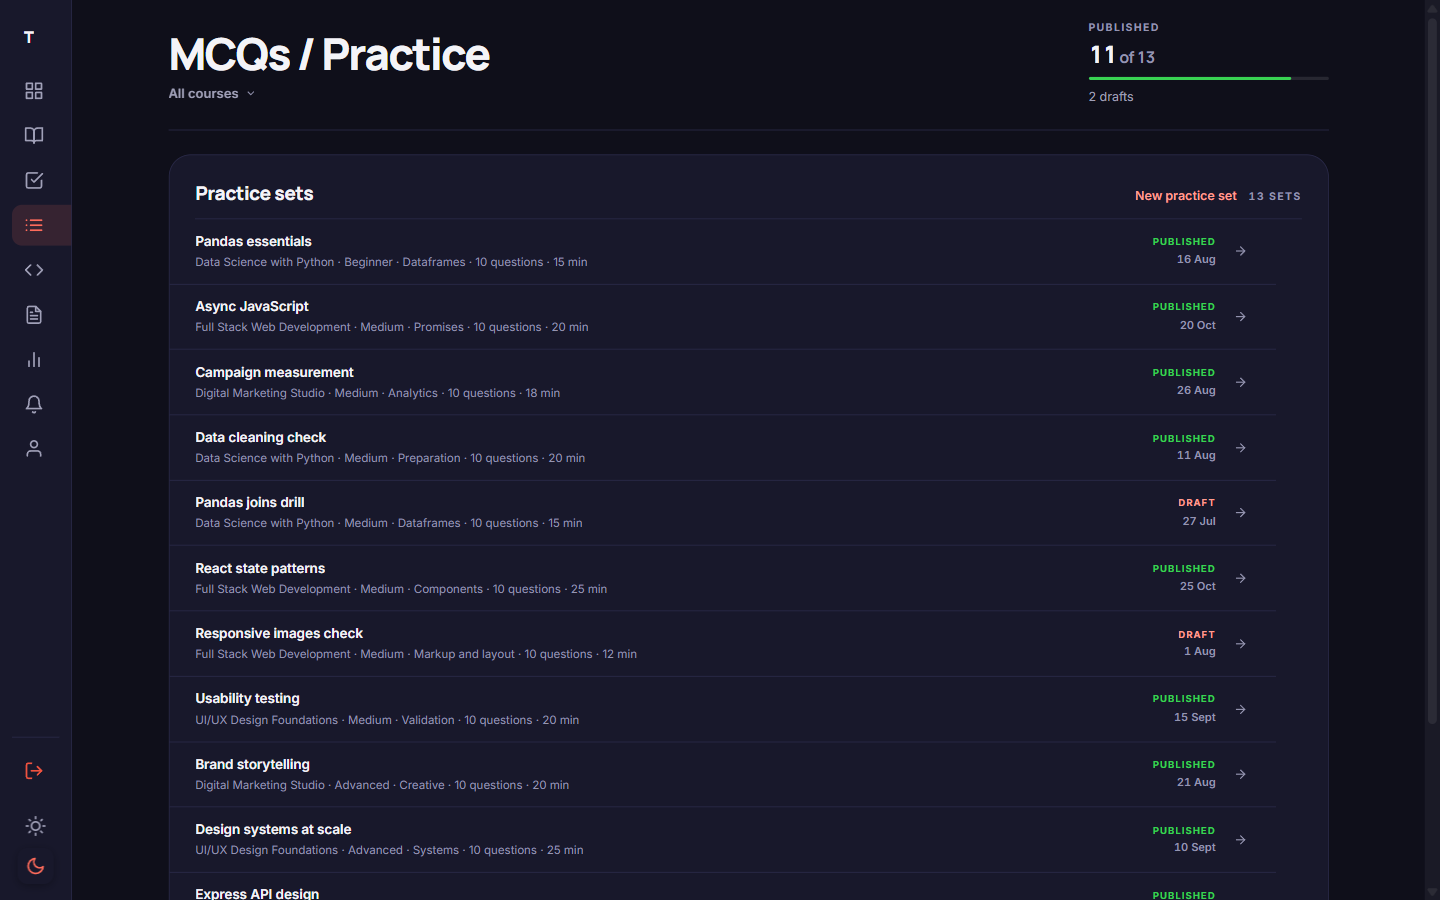 T
MCQs / Practice
All courses
PUBLISHED
11 of 13
2 drafts
Practice sets
New practice set 13 SETS
Pandas essentials
Data Science with Python · Beginner · Dataframes · 10 questions · 15 min
PUBLISHED
16 Aug
Async JavaScript
Full Stack Web Development · Medium · Promises · 10 questions · 20 min
PUBLISHED
20 Oct
Campaign measurement
Digital Marketing Studio · Medium · Analytics · 10 questions · 18 min
PUBLISHED
26 Aug
Data cleaning check
Data Science with Python · Medium · Preparation · 10 questions · 20 min
PUBLISHED
11 Aug
Pandas joins drill
Data Science with Python · Medium · Dataframes · 10 questions · 15 min
DRAFT
27 Jul
React state patterns
Full Stack Web Development · Medium · Components · 10 questions · 25 min
PUBLISHED
25 Oct
Responsive images check
Full Stack Web Development · Medium · Markup and layout · 10 questions · 12 min
DRAFT
1 Aug
Usability testing
UI/UX Design Foundations · Medium · Validation · 10 questions · 20 min
PUBLISHED
15 Sept
Brand storytelling
Digital Marketing Studio · Advanced · Creative · 10 questions · 20 min
PUBLISHED
21 Aug
Design systems at scale
UI/UX Design Foundations · Advanced · Systems · 10 questions · 25 min
PUBLISHED
10 Sept
Express API design
PUBLISHED